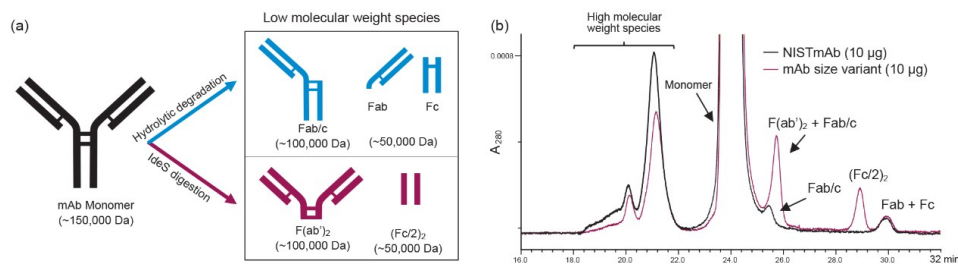 (a)
Low molecular weight species
Hydrolytic degradation
IdeS digestion
mAb Monomer
(~150,000 Da)
Fab/c
(~100,000 Da)
Fab
Fc
(~50,000 Da)
F(ab')₂
(~100,000 Da)
(Fc/2)₂
(~50,000 Da)
(b)
High molecular
weight species
NISTmAb (10 µg)
mAb size variant (10 µg)
0.0008
A280
Monomer
F(ab')₂ + Fab/c
Fab/c
(Fc/2)₂
Fab + Fc
16.0 18.0 20.0 22.0 24.0 26.0 28.0 30.0 32 min